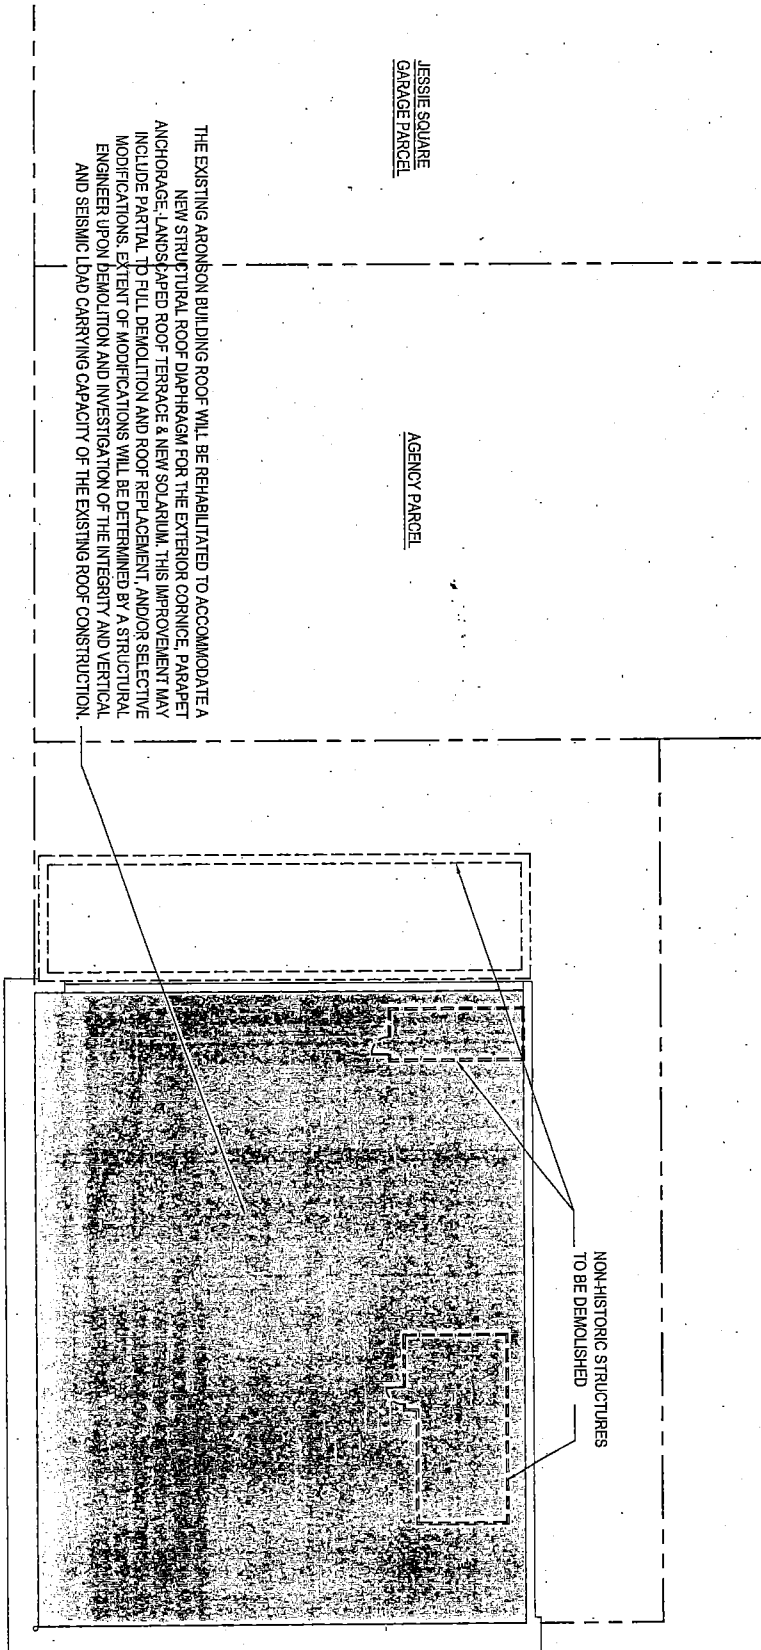 JESSIE SQUARE
GARAGE PARCEL
THE EXISTING ARONSON BUILDING ROOF WILL BE REHABILITATED TO ACCOMMODATE A
NEW STRUCTURAL ROOF DIAPHRAGM FOR THE EXTERIOR CORNICE, PARAPET
ANCHORAGE, LANDSCAPED ROOF TERRACE & NEW SOLARIUM. THIS IMPROVEMENT MAY
INCLUDE PARTIAL TO FULL DEMOLITION AND ROOF REPLACEMENT, AND/OR SELECTIVE
MODIFICATIONS. EXTENT OF MODIFICATIONS WILL BE DETERMINED BY A STRUCTURAL
ENGINEER UPON DEMOLITION AND INVESTIGATION OF THE INTEGRITY AND VERTICAL
AND SEISMIC LOAD CARRYING CAPACITY OF THE EXISTING ROOF CONSTRUCTION.
AGENCY PARCEL
NON-HISTORIC STRUCTURES
TO BE DEMOLISHED